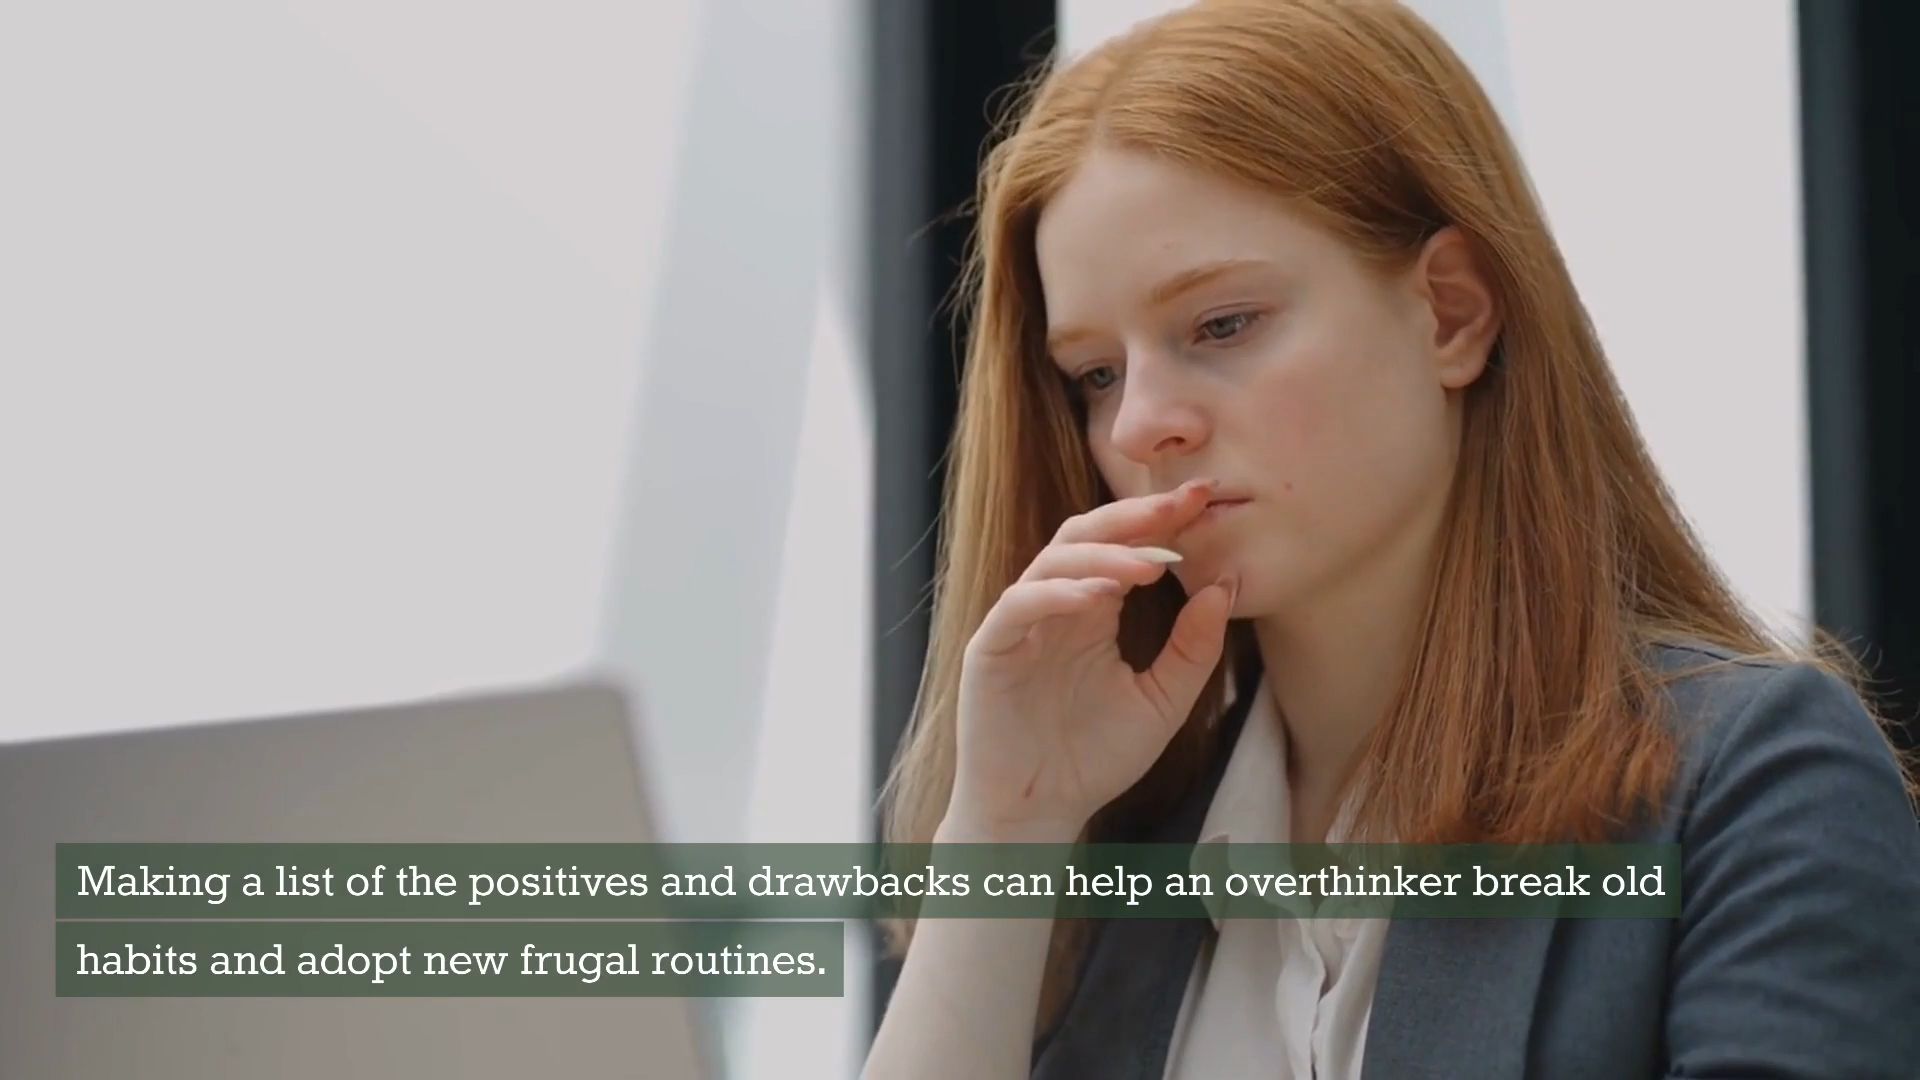 Making a list of the positives and drawbacks can help an overthinker break old
habits and adopt new frugal routines.